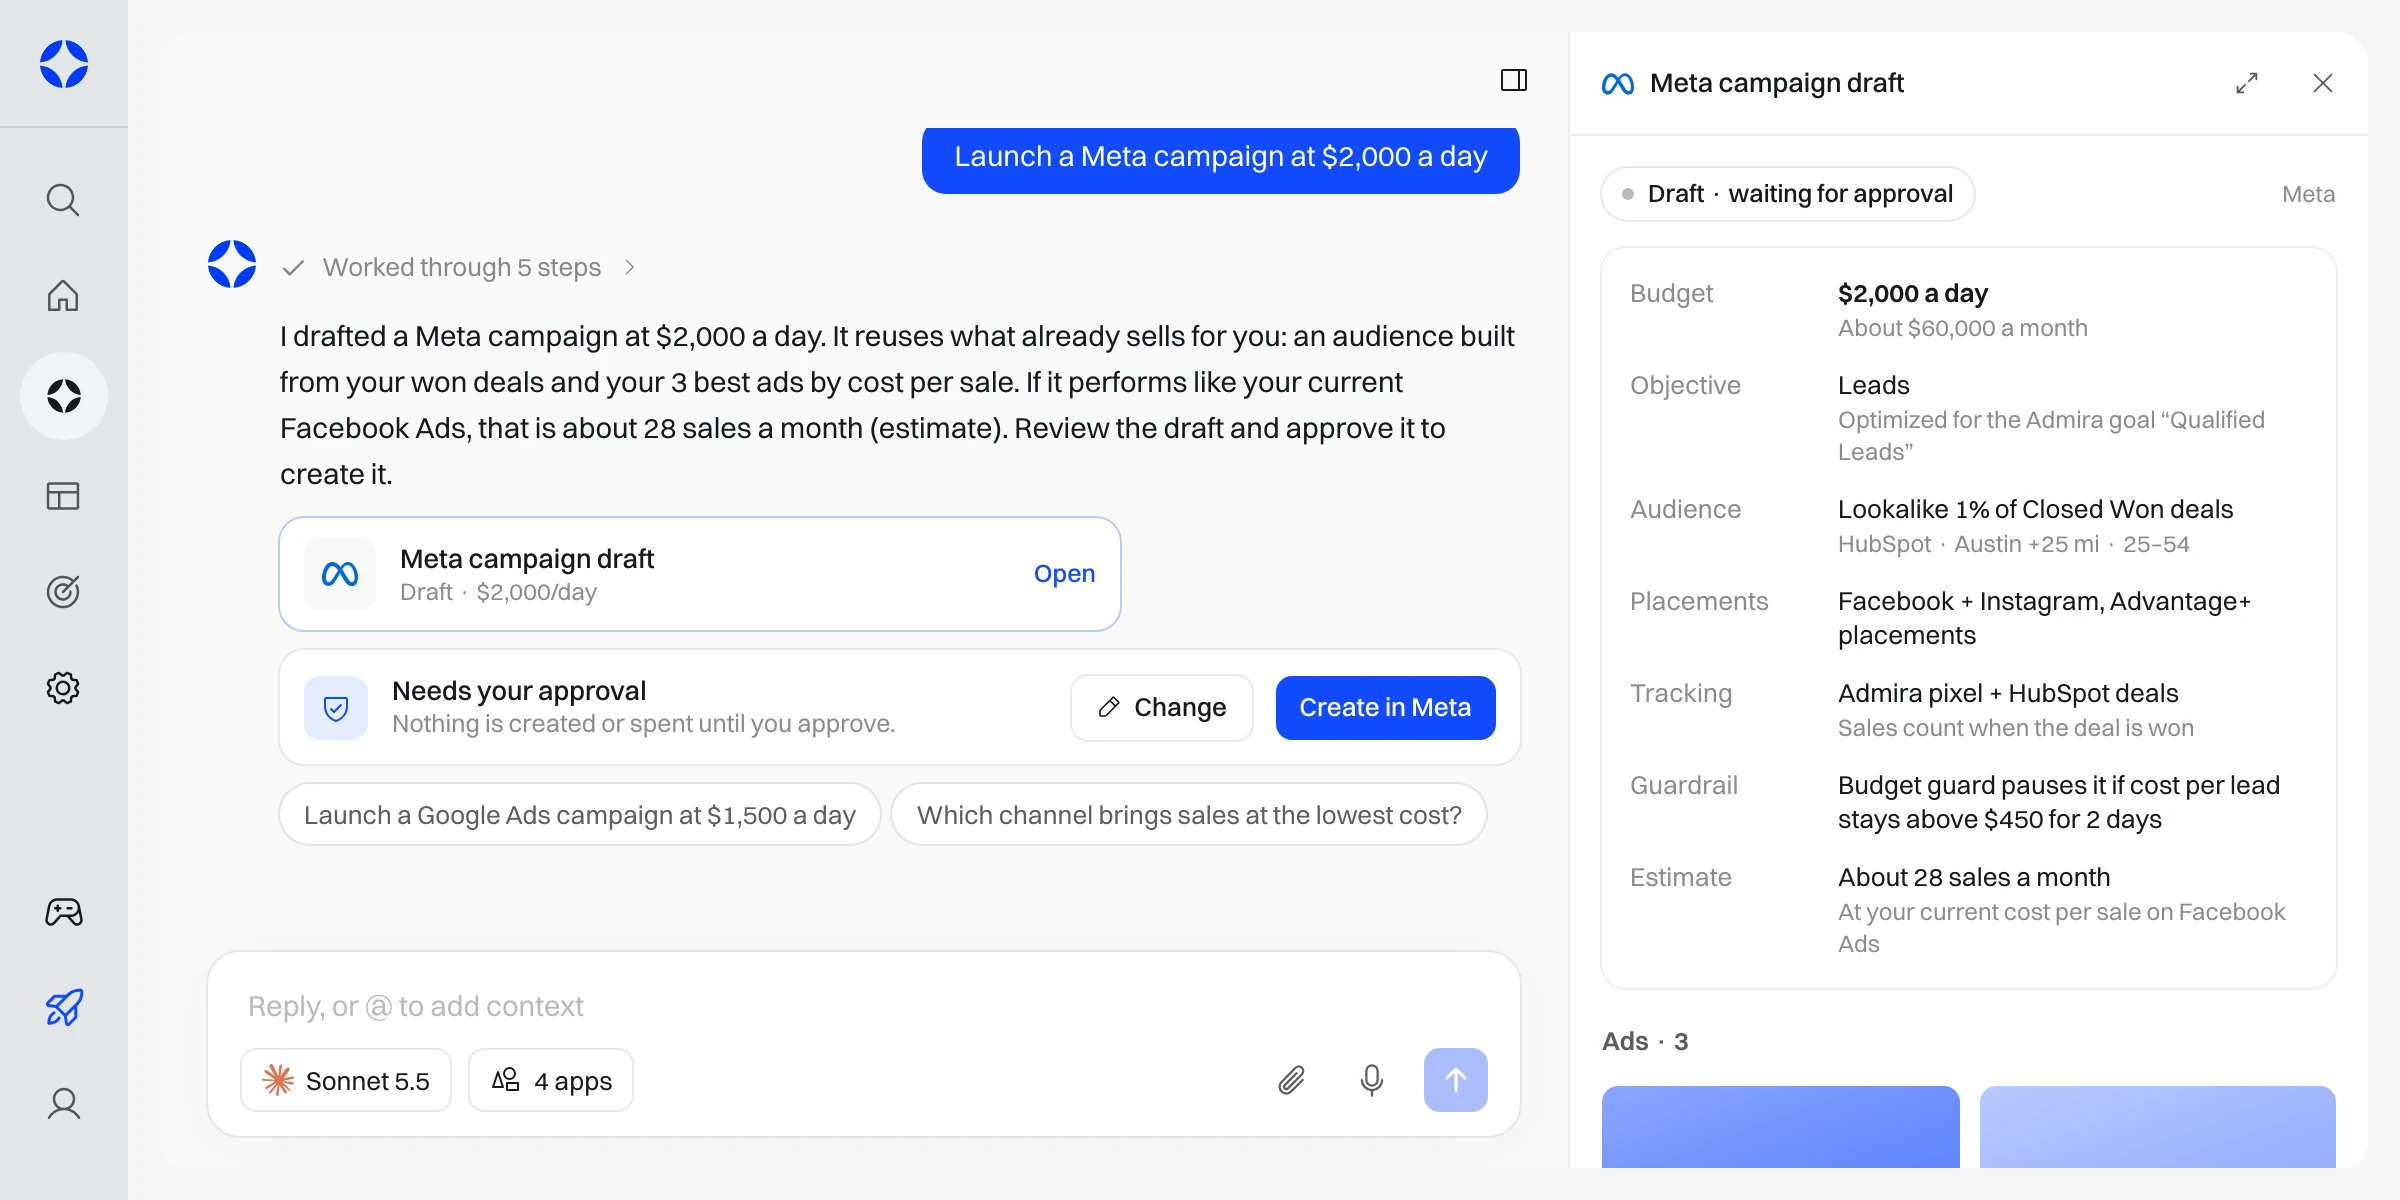 Launch a Meta campaign at $2,000 a day
Worked through 5 steps
I drafted a Meta campaign at $2,000 a day. It reuses what already sells for you: an audience built
from your won deals and your 3 best ads by cost per sale. If it performs like your current
Facebook Ads, that is about 28 sales a month (estimate). Review the draft and approve it to
create it.
Meta campaign draft
Draft · $2,000/day
Open
Needs your approval
Nothing is created or spent until you approve.
Change
Create in Meta
Launch a Google Ads campaign at $1,500 a day
Which channel brings sales at the lowest cost?
Reply, or @ to add context
Sonnet 5.5
4 apps
Meta campaign draft
Draft · waiting for approval
Meta
Budget
$2,000 a day
About $60,000 a month
Objective
Leads
Optimized for the Admira goal “Qualified
Leads”
Audience
Lookalike 1% of Closed Won deals
HubSpot · Austin +25 mi · 25–54
Placements
Facebook + Instagram, Advantage+
placements
Tracking
Admira pixel + HubSpot deals
Sales count when the deal is won
Guardrail
Budget guard pauses it if cost per lead
stays above $450 for 2 days
Estimate
About 28 sales a month
At your current cost per sale on Facebook
Ads
Ads · 3